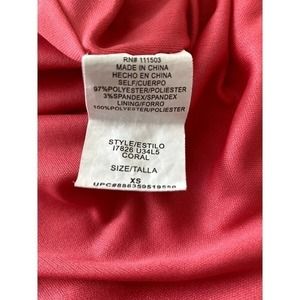 RN# 111503
MADE IN CHINA
HECHO EN CHINA
SELF/CUERPO
97%POLYESTER/POLIESTER
3%SPANDEX/SPANDEX
LINING/FORRO
100%POLYESTER/POLIESTER
STYLE/ESTILO
I7826 U34L5
CORAL
SIZE/TALLA
XS